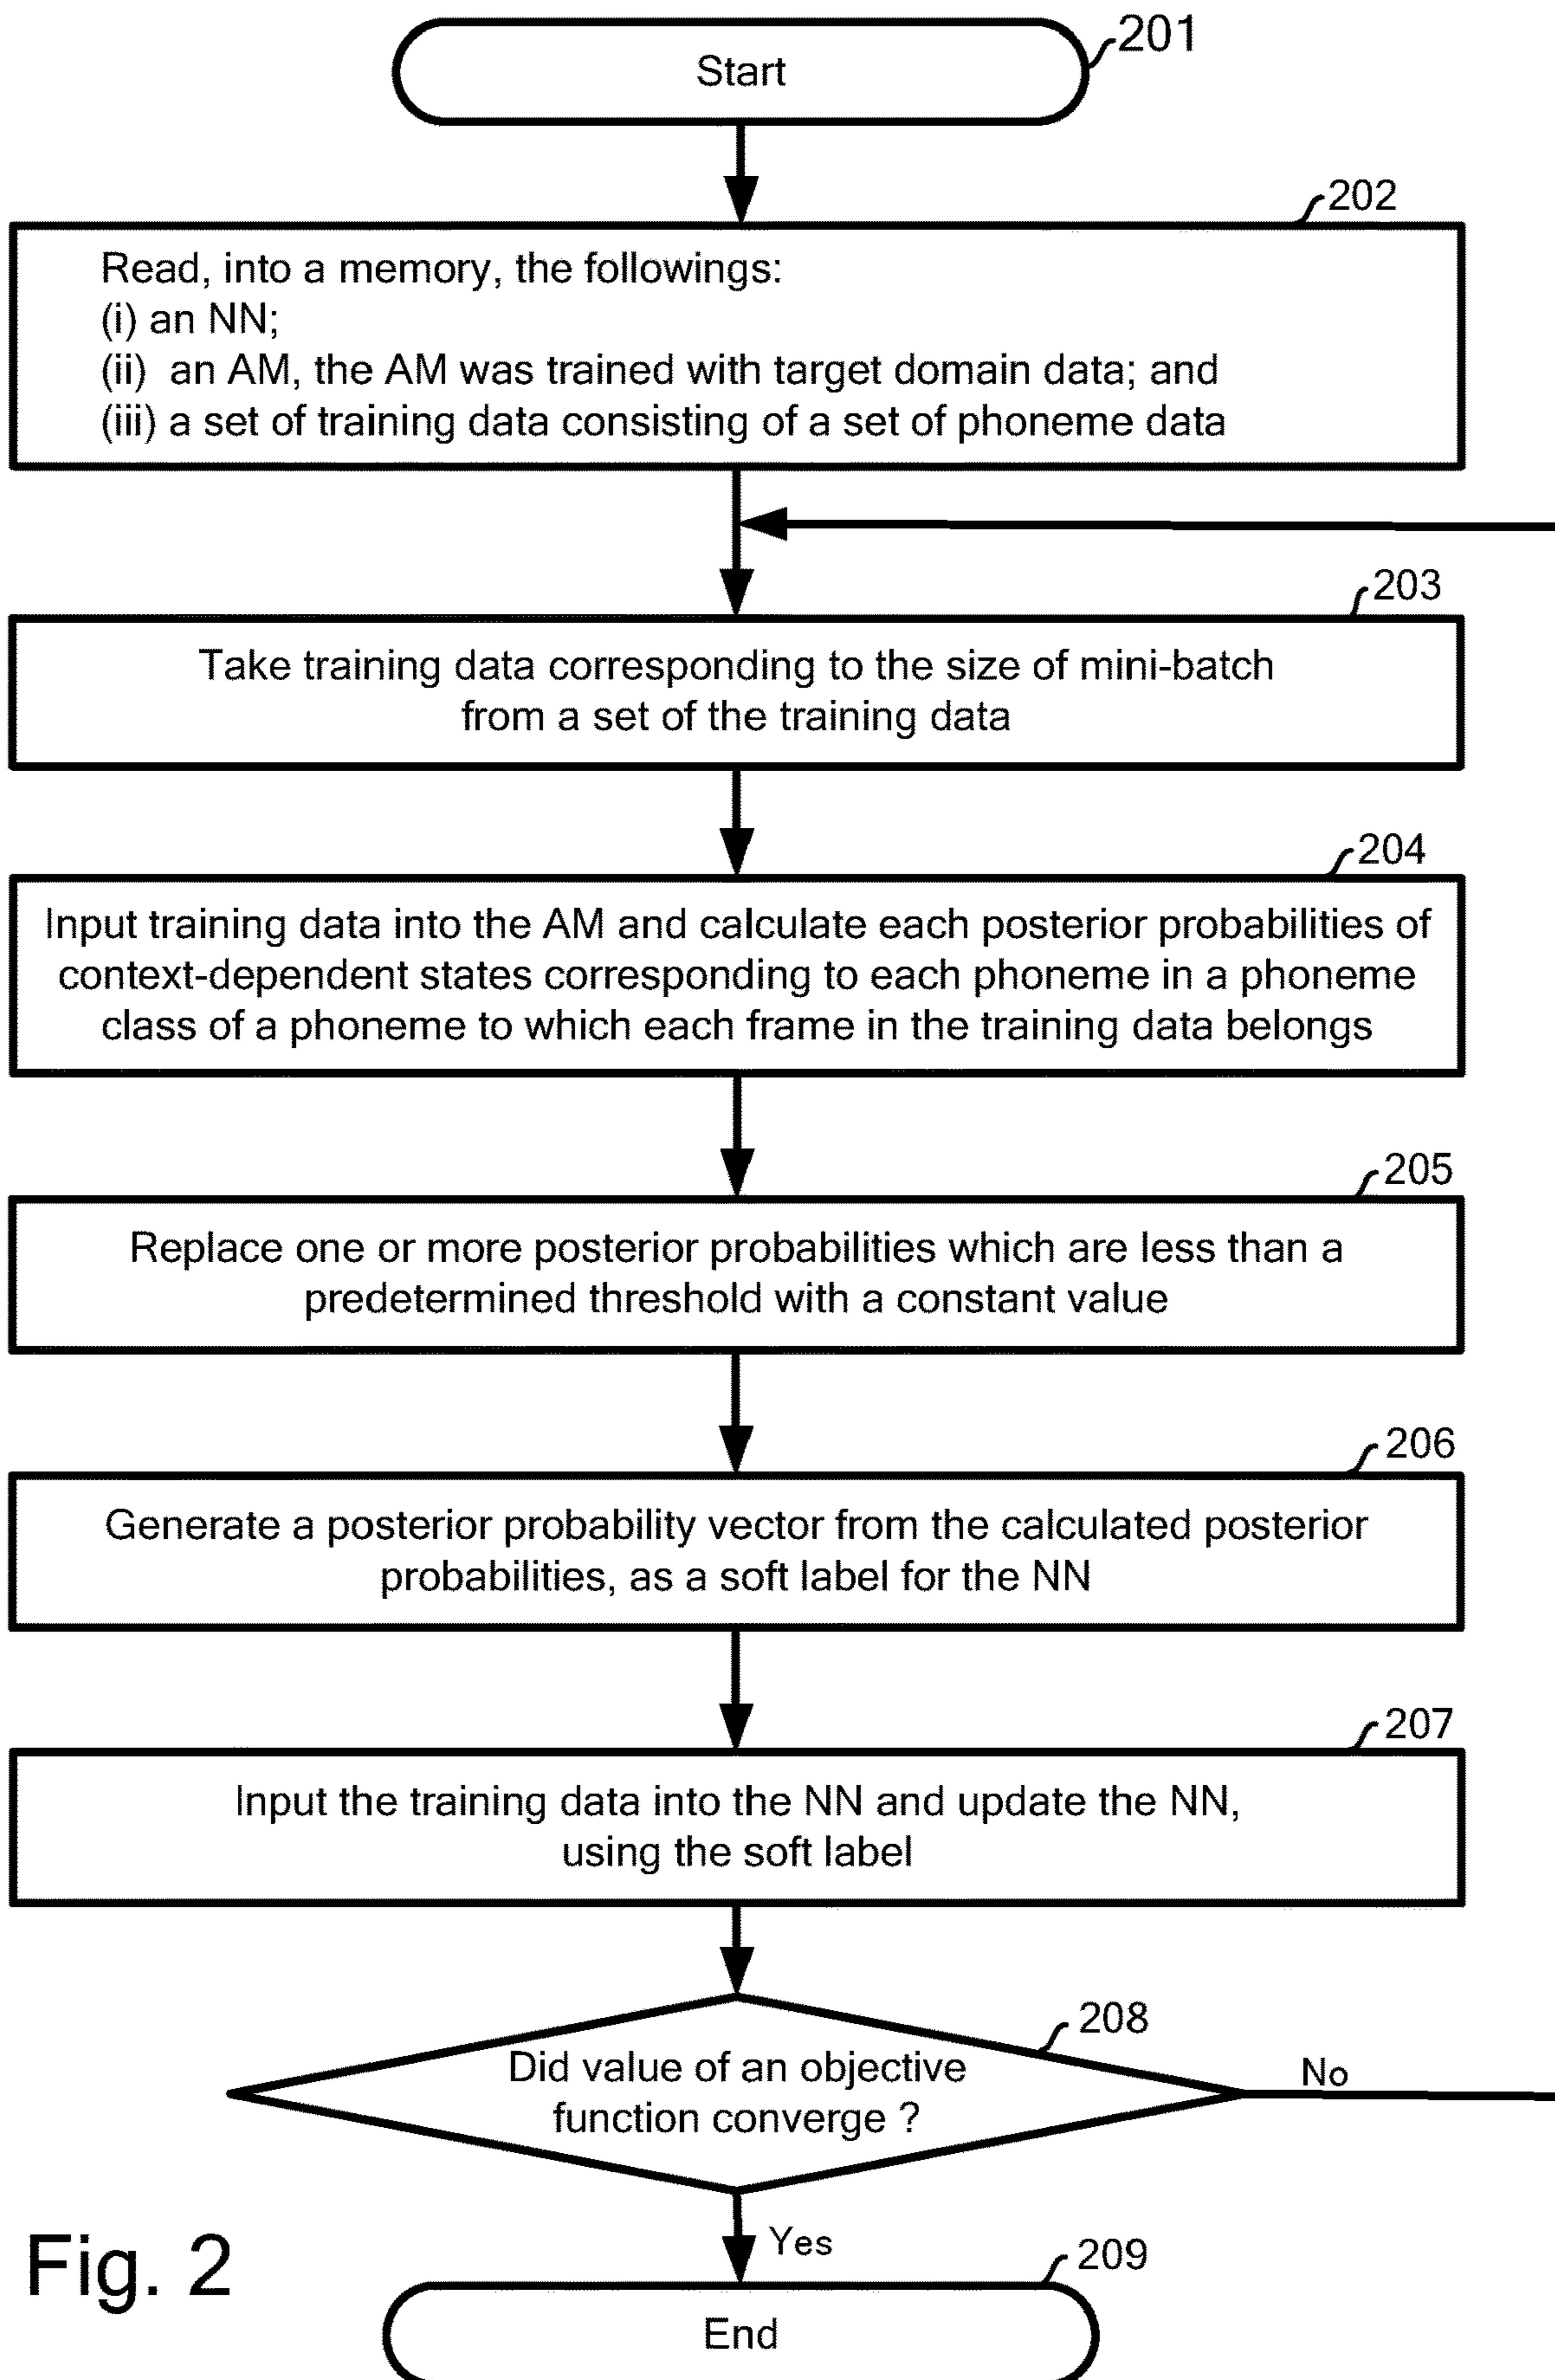 201
Start
202
Read, into a memory, the followings:
(i) an NN;
(ii) an AM, the AM was trained with target domain data; and
(iii) a set of training data consisting of a set of phoneme data
203
Take training data corresponding to the size of mini-batch
from a set of the training data
204
Input training data into the AM and calculate each posterior probabilities of
context-dependent states corresponding to each phoneme in a phoneme
class of a phoneme to which each frame in the training data belongs
205
Replace one or more posterior probabilities which are less than a
predetermined threshold with a constant value
206
Generate a posterior probability vector from the calculated posterior
probabilities, as a soft label for the NN
207
Input the training data into the NN and update the NN,
using the soft label
208
Did value of an objective
function converge ?
No
Yes
Fig. 2
209
End